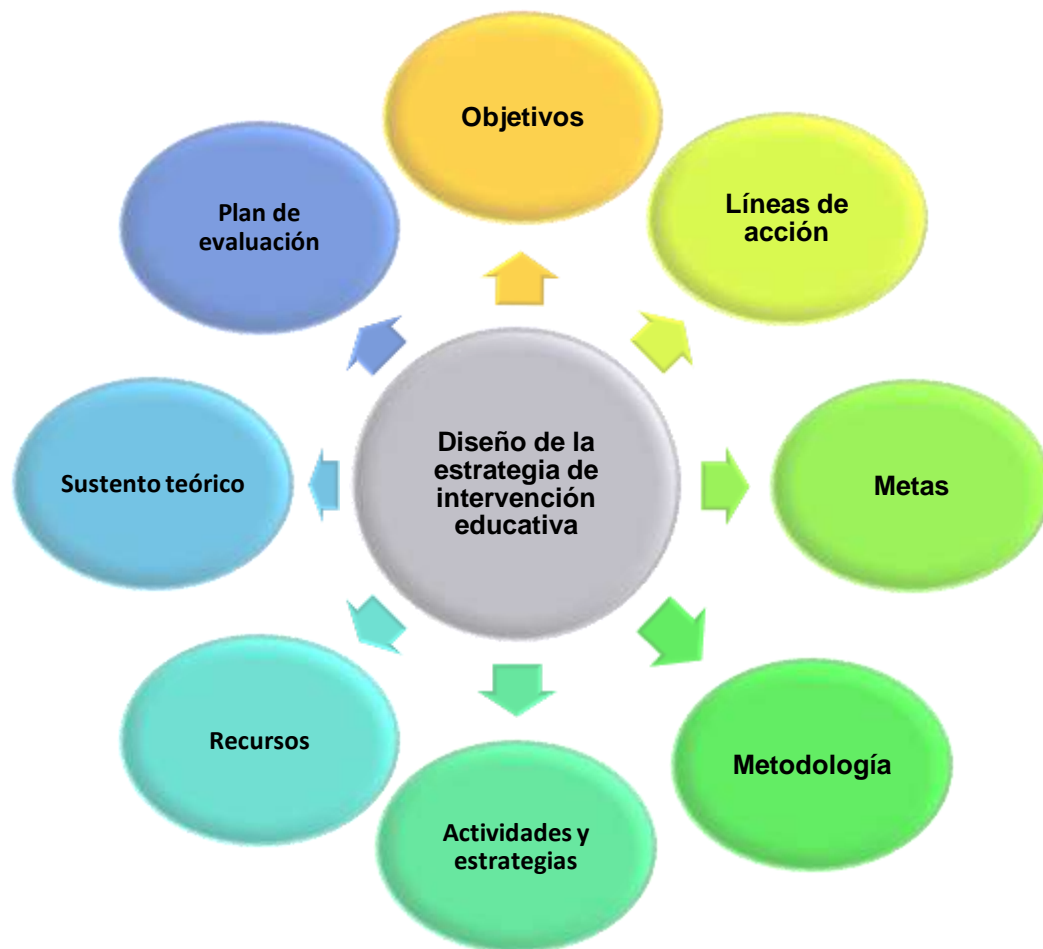 Objetivos
Líneas de
acción
Metas
Metodología
Actividades y
estrategias
Recursos
Sustento teórico
Plan de
evaluación
Diseño de la
estrategia de
intervención
educativa